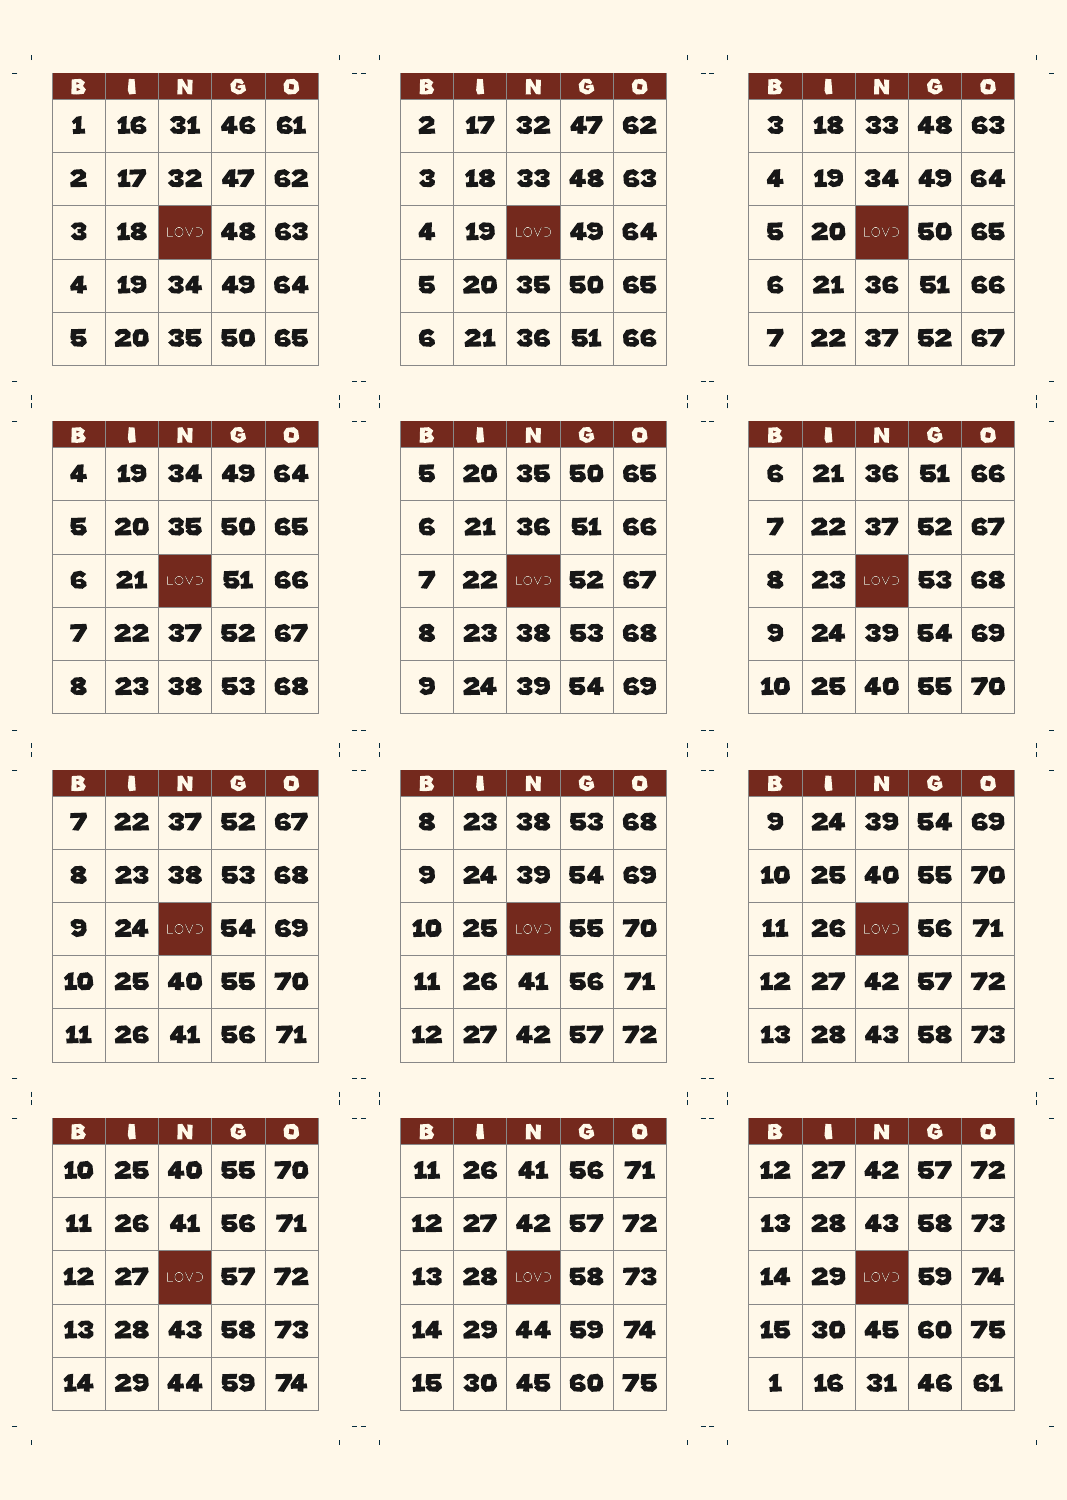 B I N G O
1 16 31 46 61
2 17 32 47 62
3 18 LOVD 48 63
4 19 34 49 64
5 20 35 50 65
B I N G O
2 17 32 47 62
3 18 33 48 63
4 19 LOVD 49 64
5 20 35 50 65
6 21 36 51 66
B I N G O
3 18 33 48 63
4 19 34 49 64
5 20 LOVD 50 65
6 21 36 51 66
7 22 37 52 67
B I N G O
4 19 34 49 64
5 20 35 50 65
6 21 LOVD 51 66
7 22 37 52 67
8 23 38 53 68
B I N G O
5 20 35 50 65
6 21 36 51 66
7 22 LOVD 52 67
8 23 38 53 68
9 24 39 54 69
B I N G O
6 21 36 51 66
7 22 37 52 67
8 23 LOVD 53 68
9 24 39 54 69
10 25 40 55 70
B I N G O
7 22 37 52 67
8 23 38 53 68
9 24 LOVD 54 69
10 25 40 55 70
11 26 41 56 71
B I N G O
8 23 38 53 68
9 24 39 54 69
10 25 LOVD 55 70
11 26 41 56 71
12 27 42 57 72
B I N G O
9 24 39 54 69
10 25 40 55 70
11 26 LOVD 56 71
12 27 42 57 72
13 28 43 58 73
B I N G O
10 25 40 55 70
11 26 41 56 71
12 27 LOVD 57 72
13 28 43 58 73
14 29 44 59 74
B I N G O
11 26 41 56 71
12 27 42 57 72
13 28 LOVD 58 73
14 29 44 59 74
15 30 45 60 75
B I N G O
12 27 42 57 72
13 28 43 58 73
14 29 LOVD 59 74
15 30 45 60 75
1 16 31 46 61